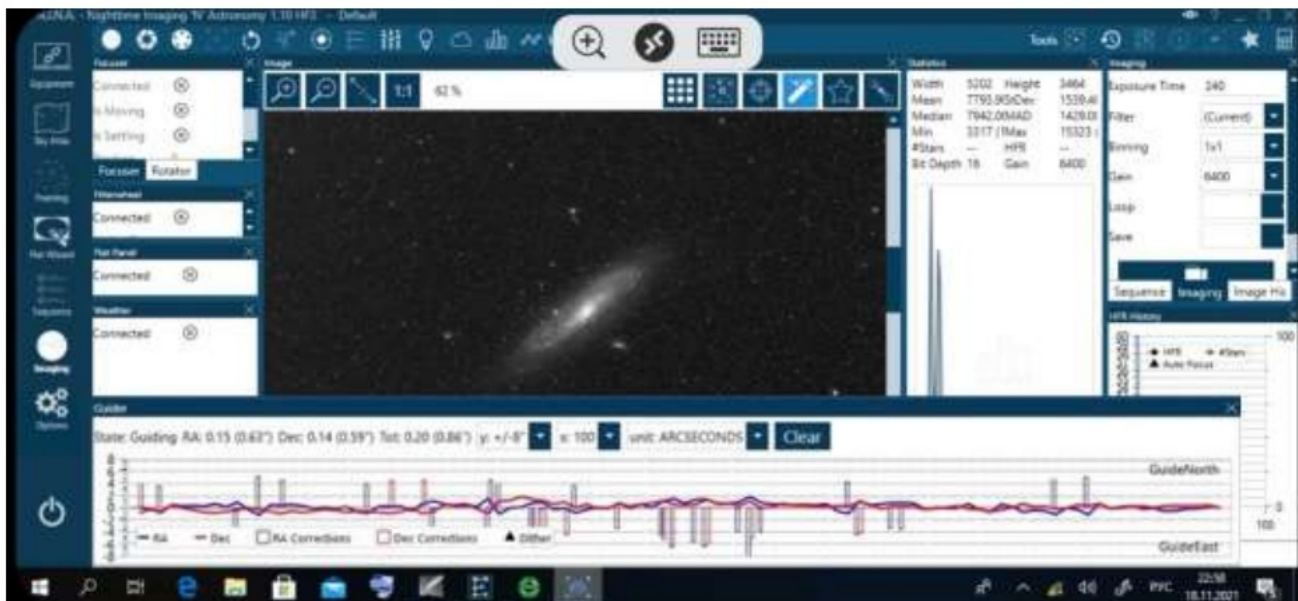 N.I.N.A. - Nighttime Imaging 'N' Astronomy 1.10 HF3 - Default
Tools
Equipment
Sky Atlas
Framing
Flat Wizard
Sequence
Imaging
Options
Focuser
Connected
Is Moving
Is Settling
Focuser Rotator
Filterwheel
Connected
Flat Panel
Connected
Weather
Connected
Image
1:1 62 %
Statistics
Width 5202 Height 3464
Mean StDev
Median MAD
Min Max
#Stars -- HFR --
Bit Depth 16 Gain 6400
Imaging
Exposure Time 240
Filter (Current)
Binning 1x1
Gain 6400
Loop
Save
Sequence Imaging Image His
HFR History
100
HFR #Stars
Auto Focus
0
100
Guider
State: Guiding RA: 0.15 (0.63") Dec: 0.14 (0.59") Tot: 0.20 (0.86") y: +/-8" x: 100 unit: ARCSECONDS Clear
GuideNorth
RA Dec RA Corrections Dec Corrections Dither
GuideEast
РУС
22:58
18.11.2021